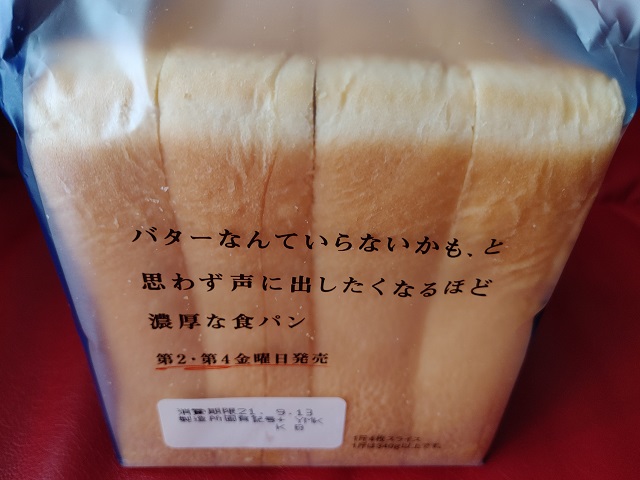 バターなんていらないかも、と
思わず声に出したくなるほど
濃厚な食パン
第2・第4金曜日発売
消費期限21. 9.13
製造所固有記号+ YPK
K B